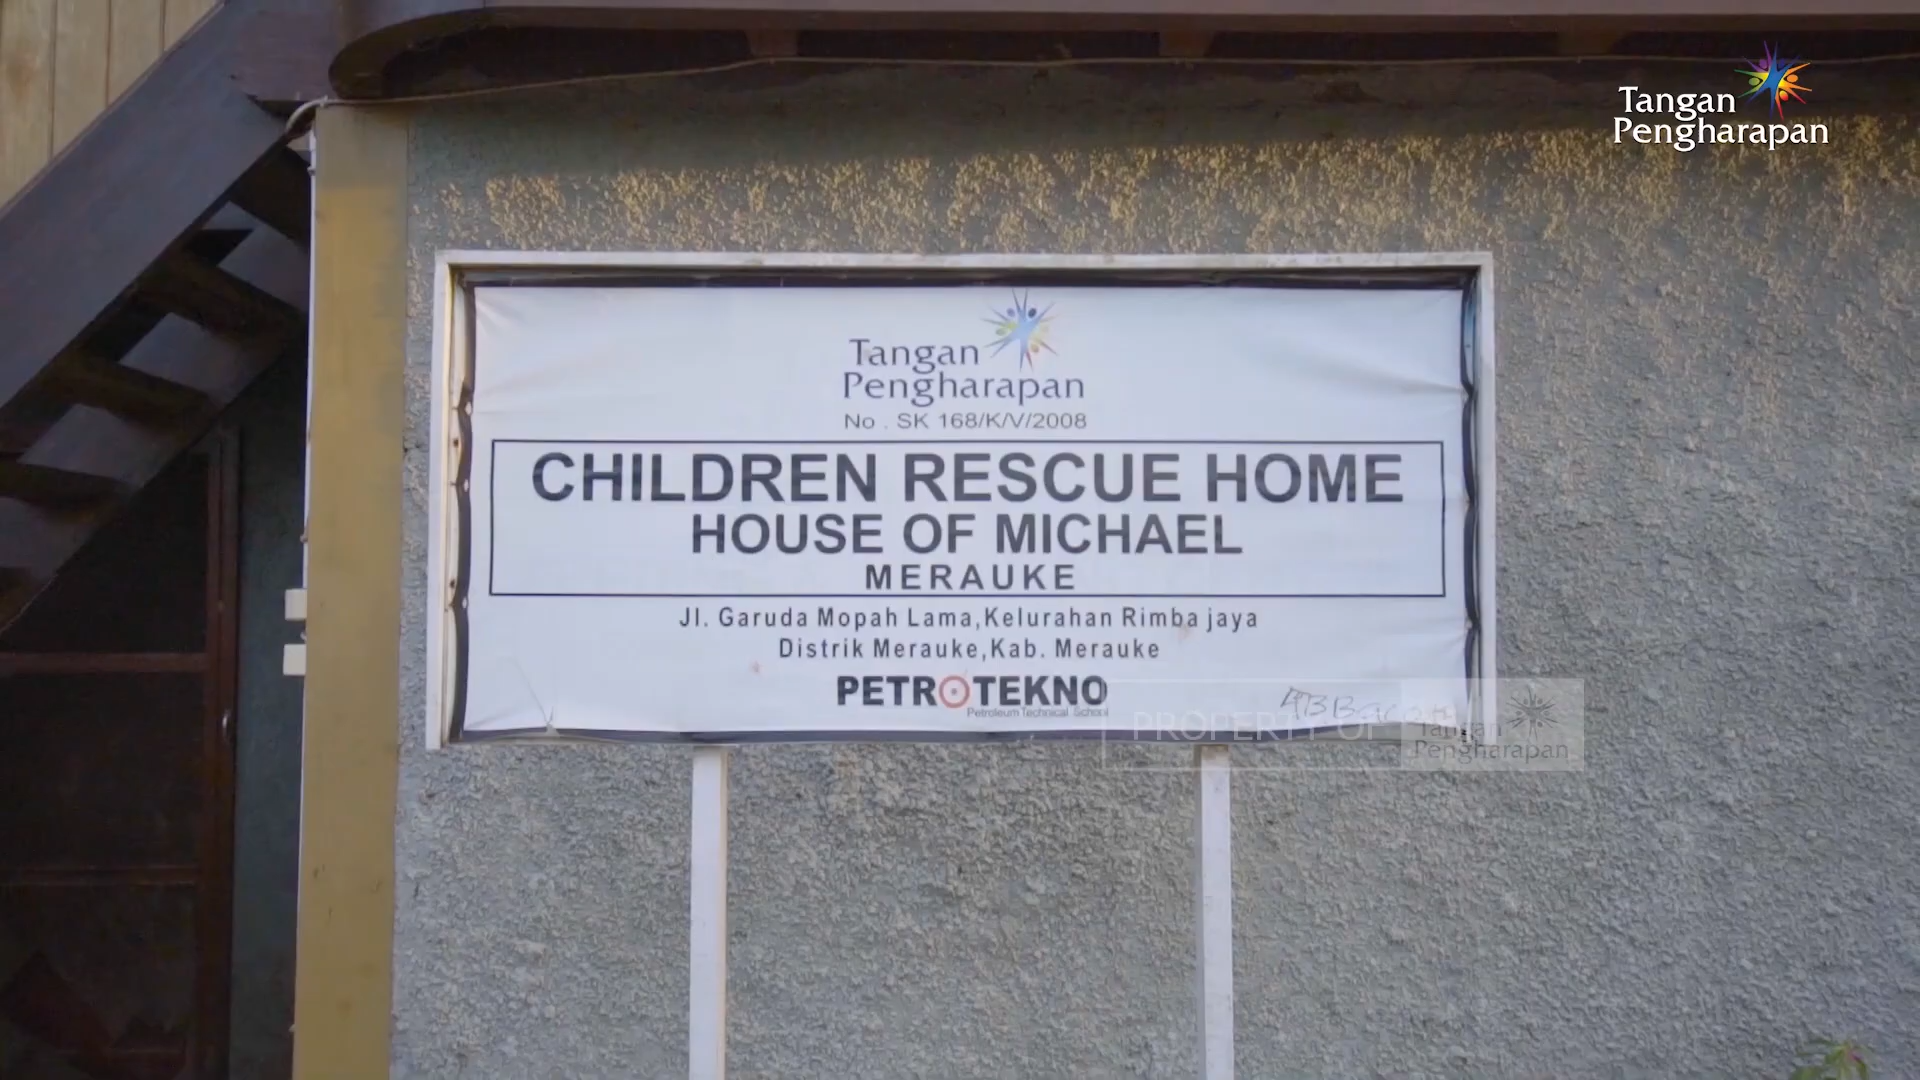 Tangan
Pengharapan
Tangan
Pengharapan
No . SK 168/K/V/2008
CHILDREN RESCUE HOME
HOUSE OF MICHAEL
MERAUKE
Jl. Garuda Mopah Lama,Kelurahan Rimba jaya
Distrik Merauke,Kab. Merauke
PETROTEKNO
Petroleum Technical School
PROPERTY OF
Tangan
Pengharapan